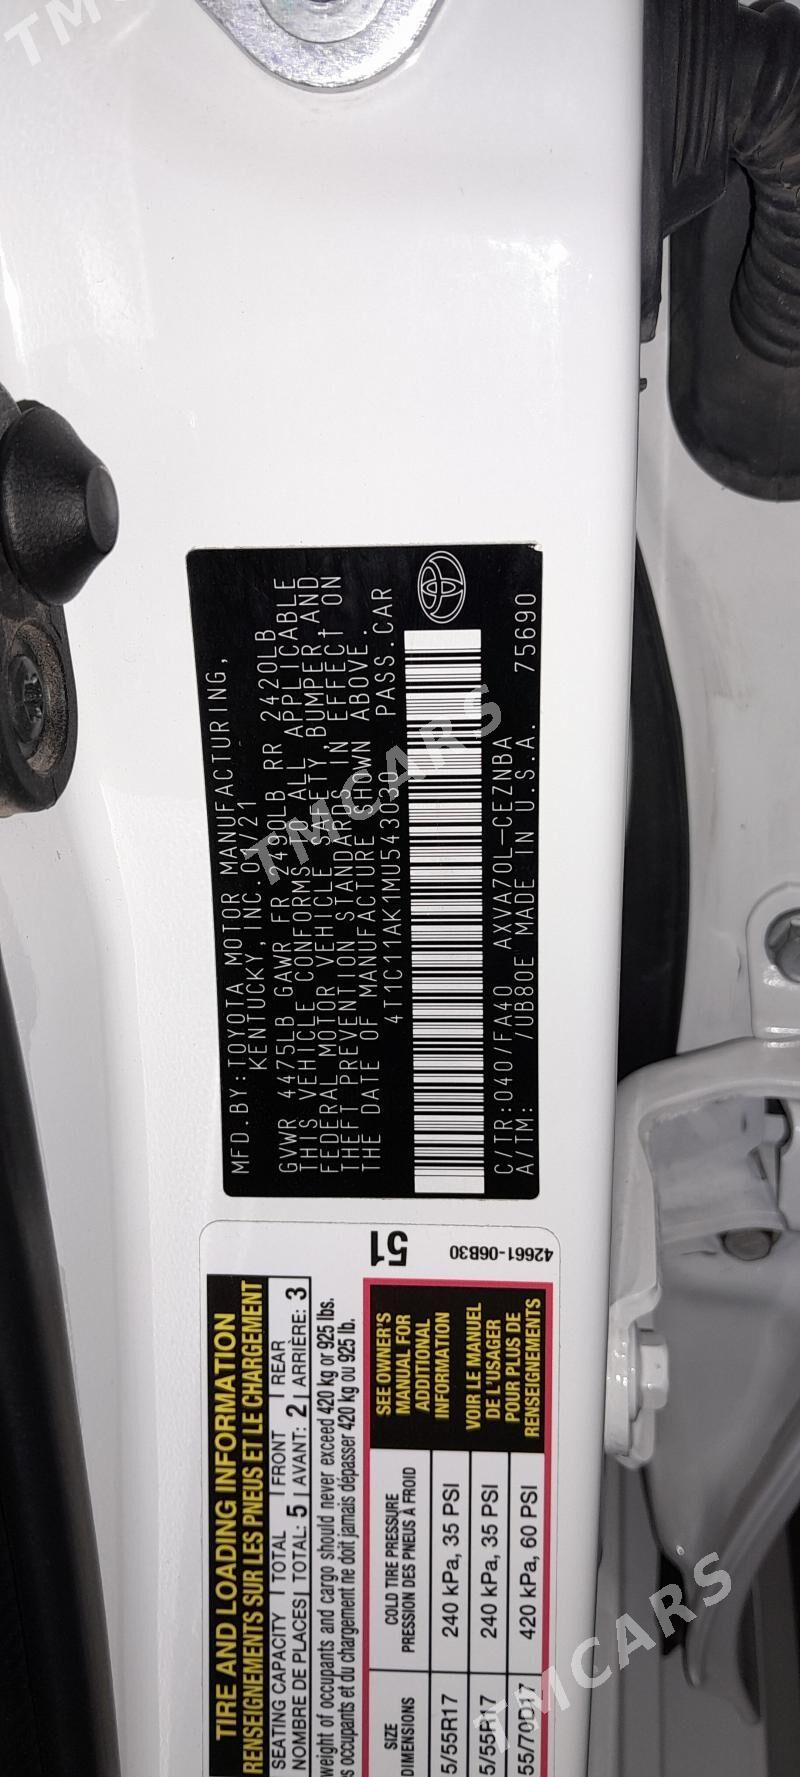 MFD.BY:TOYOTA MOTOR MANUFACTURING,
KENTUCKY, INC. 01/21
GVWR 4475LB GAWR FR 2490LB RR 2420LB
THIS VEHICLE CONFORMS TO ALL APPLICABLE
FEDERAL MOTOR VEHICLE SAFETY, BUMPER, AND
THEFT PREVENTION STANDARDS IN EFFECT ON
THE DATE OF MANUFACTURE SHOWN ABOVE.
4T1C11AK1MU543039 PASS.CAR
C/TR:040/FA40 AXVA70L-CEZNBA
A/TM: /UB80E MADE IN U.S.A. 75690
TIRE AND LOADING INFORMATION
RENSEIGNEMENTS SUR LES PNEUS ET LE CHARGEMENT
SEATING CAPACITY TOTAL FRONT REAR
NOMBRE DE PLACES TOTAL: 5 AVANT: 2 ARRIÈRE: 3
weight of occupants and cargo should never exceed 420 kg or 925 lbs.
occupants et du chargement ne doit jamais dépasser 420 kg ou 925 lb.
51
42661-06B30
SIZE
DIMENSIONS
COLD TIRE PRESSURE
PRESSION DES PNEUS À FROID
5/55R17 240 kPa, 35 PSI
5/55R17 240 kPa, 35 PSI
55/70D17 420 kPa, 60 PSI
SEE OWNER'S
MANUAL FOR
ADDITIONAL
INFORMATION
VOIR LE MANUEL
DE L'USAGER
POUR PLUS DE
RENSEIGNEMENTS
TMCARS
TMCARS
TMCARS